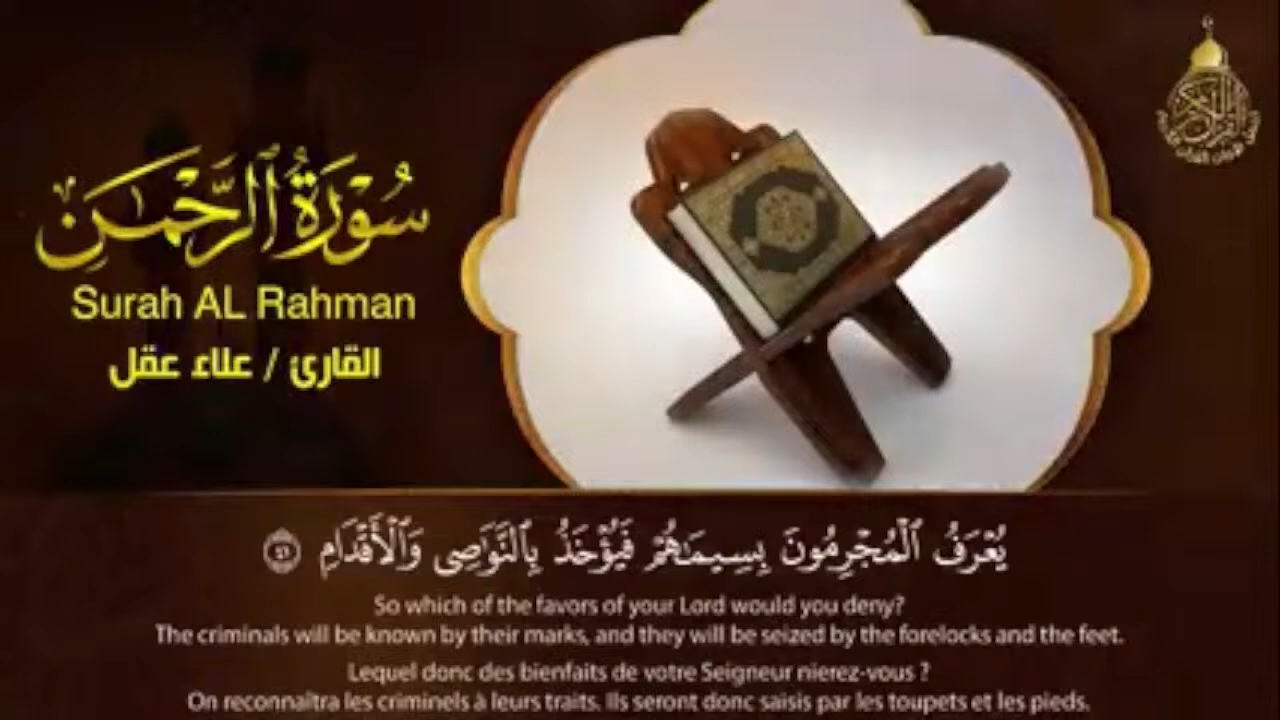 سُورَةُ ٱلرَّحْمَـٰنِ
Surah AL Rahman
القارئ / علاء عقل
يُعْرَفُ ٱلْمُجْرِمُونَ بِسِيمَـٰهُمْ فَيُؤْخَذُ بِٱلنَّوَٰصِى وَٱلْأَقْدَامِ ٤١
So which of the favors of your Lord would you deny?
The criminals will be known by their marks, and they will be seized by the forelocks and the feet.
Lequel donc des bienfaits de votre Seigneur nierez-vous ?
On reconnaîtra les criminels à leurs traits. Ils seront donc saisis par les toupets et les pieds.